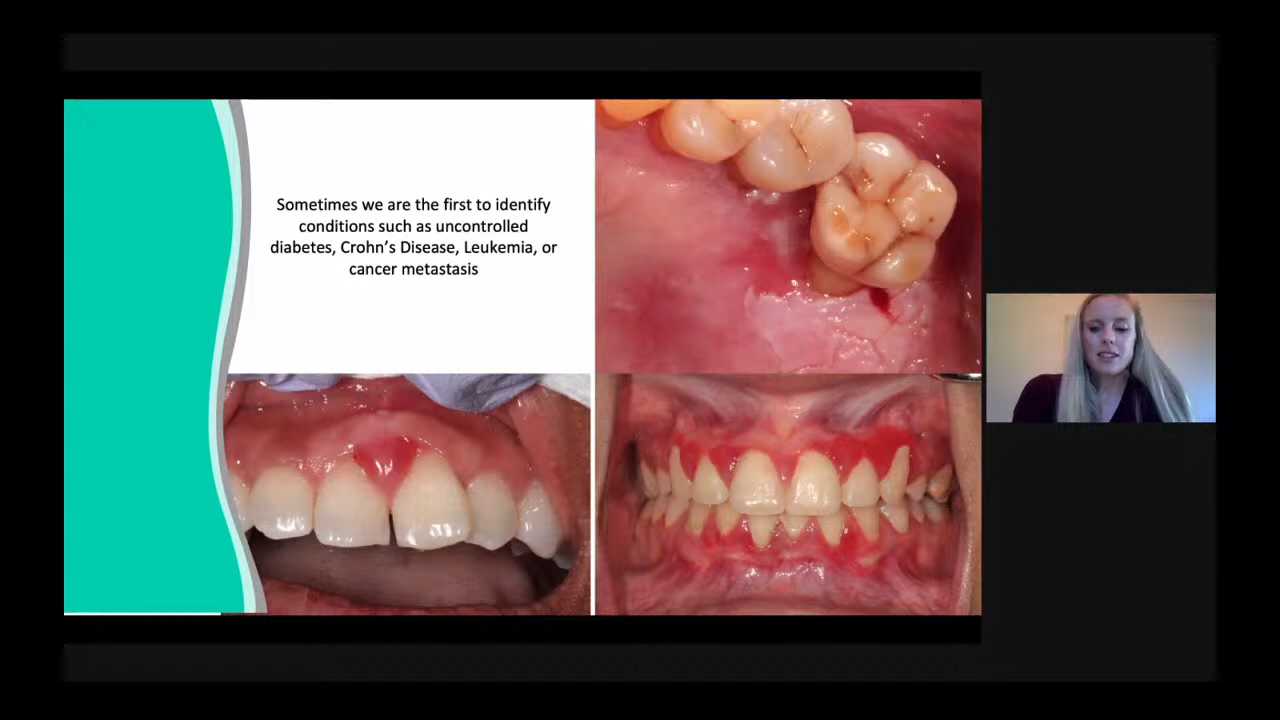 Sometimes we are the first to identify
conditions such as uncontrolled
diabetes, Crohn’s Disease, Leukemia, or
cancer metastasis